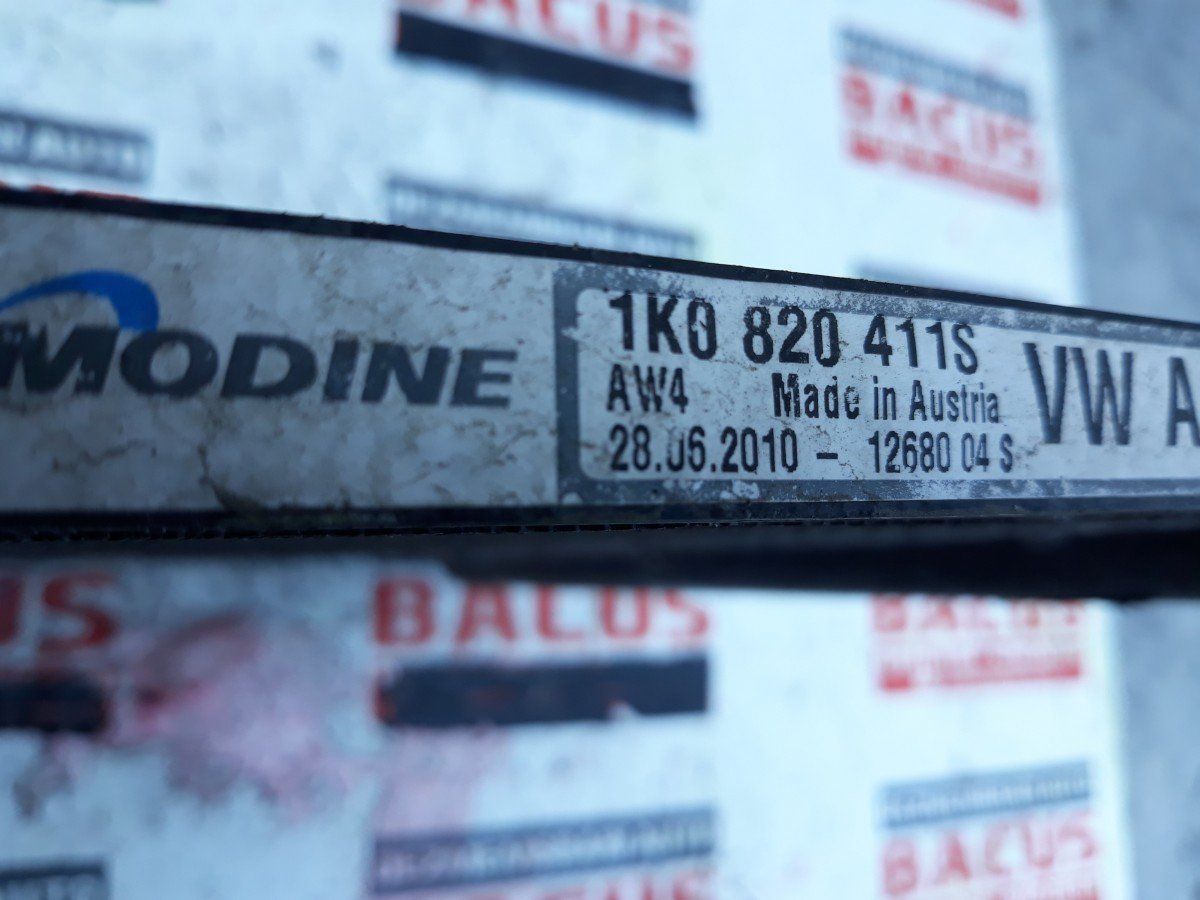 BACUS
BACUS
MODINE
1K0 820 411S
AW4 Made in Austria
28.06.2010 - 12680 04 S
VW A
US
BACUS
BACUS
BACUS